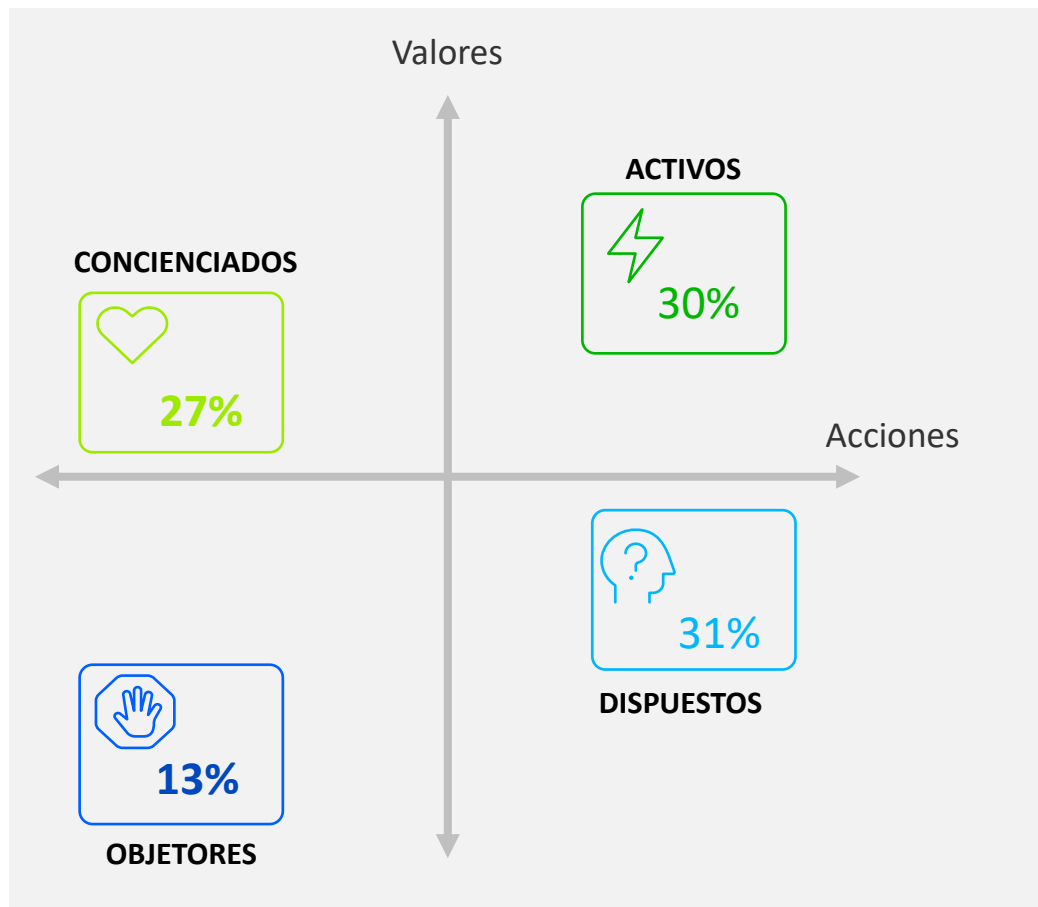 Valores
ACTIVOS
30%
CONCIENCIADOS
27%
Acciones
?
31%
DISPUESTOS
13%
OBJETORES